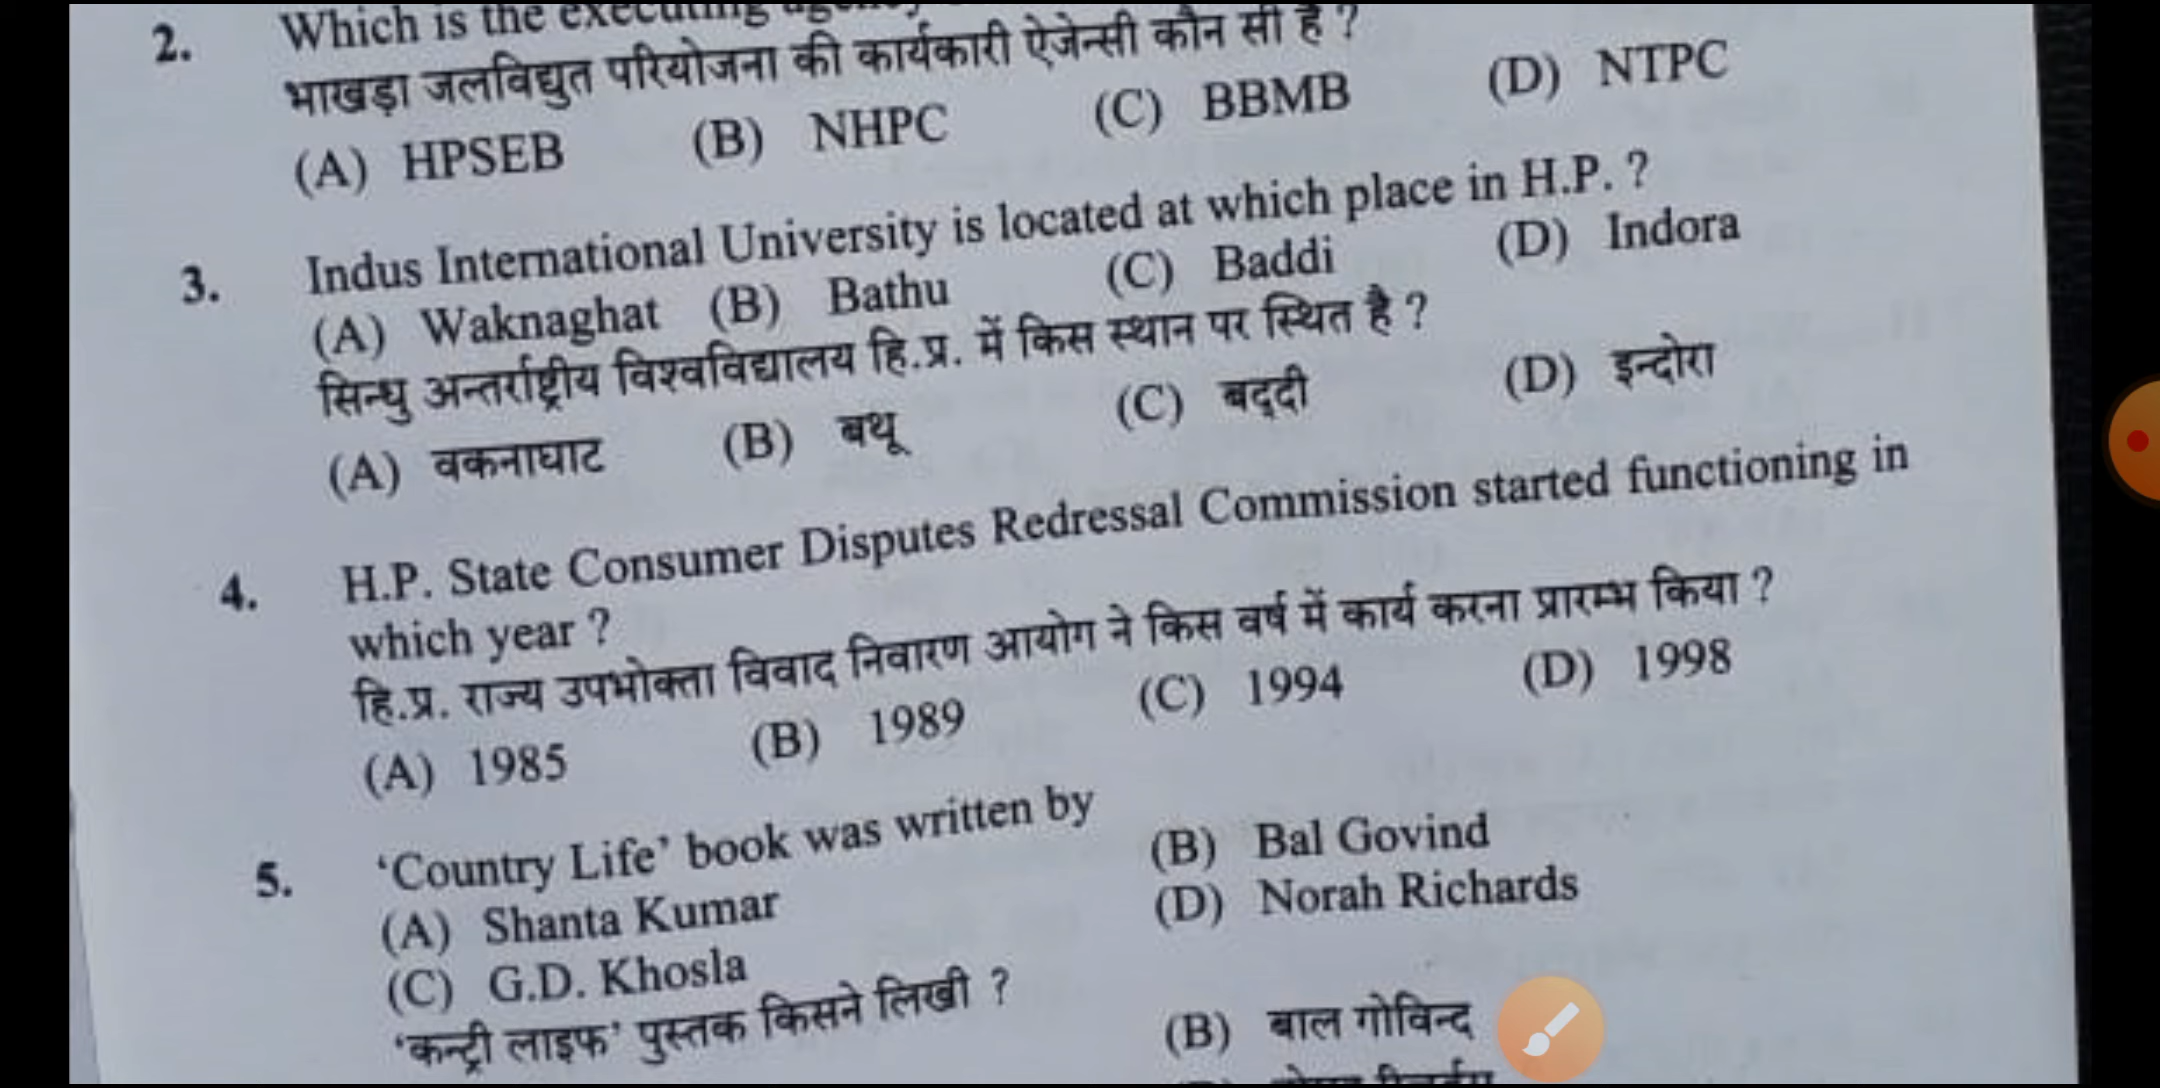 2. Which is the executing
भाखड़ा जलविद्युत परियोजना की कार्यकारी ऐजेन्सी कौन सी है ?
(A) HPSEB (B) NHPC (C) BBMB (D) NTPC
3. Indus International University is located at which place in H.P. ?
(A) Waknaghat (B) Bathu (C) Baddi (D) Indora
सिन्धु अन्तर्राष्ट्रीय विश्वविद्यालय हि.प्र. में किस स्थान पर स्थित है ?
(A) वकनाघाट (B) बथू (C) बद्दी (D) इन्दोरा
4. H.P. State Consumer Disputes Redressal Commission started functioning in
which year ?
हि.प्र. राज्य उपभोक्ता विवाद निवारण आयोग ने किस वर्ष में कार्य करना प्रारम्भ किया ?
(A) 1985 (B) 1989 (C) 1994 (D) 1998
5. ‘Country Life’ book was written by
(A) Shanta Kumar (B) Bal Govind
(C) G.D. Khosla (D) Norah Richards
‘कन्ट्री लाइफ’ पुस्तक किसने लिखी ?
(B) बाल गोविन्द